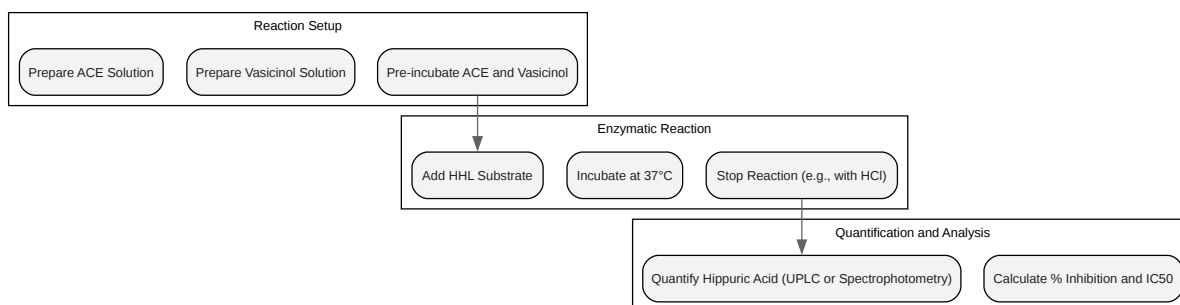 Reaction Setup
Prepare ACE Solution
Prepare Vasicinol Solution
Pre-incubate ACE and Vasicinol
Enzymatic Reaction
Add HHL Substrate
Incubate at 37°C
Stop Reaction (e.g., with HCl)
Quantification and Analysis
Quantify Hippuric Acid (UPLC or Spectrophotometry)
Calculate % Inhibition and IC50